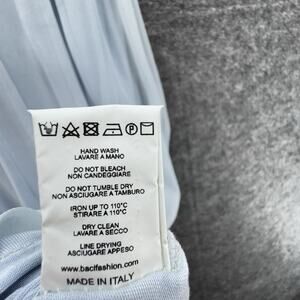 HAND WASH
LAVARE A MANO
DO NOT BLEACH
NON CANDEGGIARE
DO NOT TUMBLE DRY
NON ASCIUGARE A TAMBURO
IRON UP TO 110°C
STIRARE A 110°C
DRY CLEAN
LAVARE A SECCO
LINE DRYING
ASCIUGARE APPESO
www.bacifashion.com
MADE IN ITALY